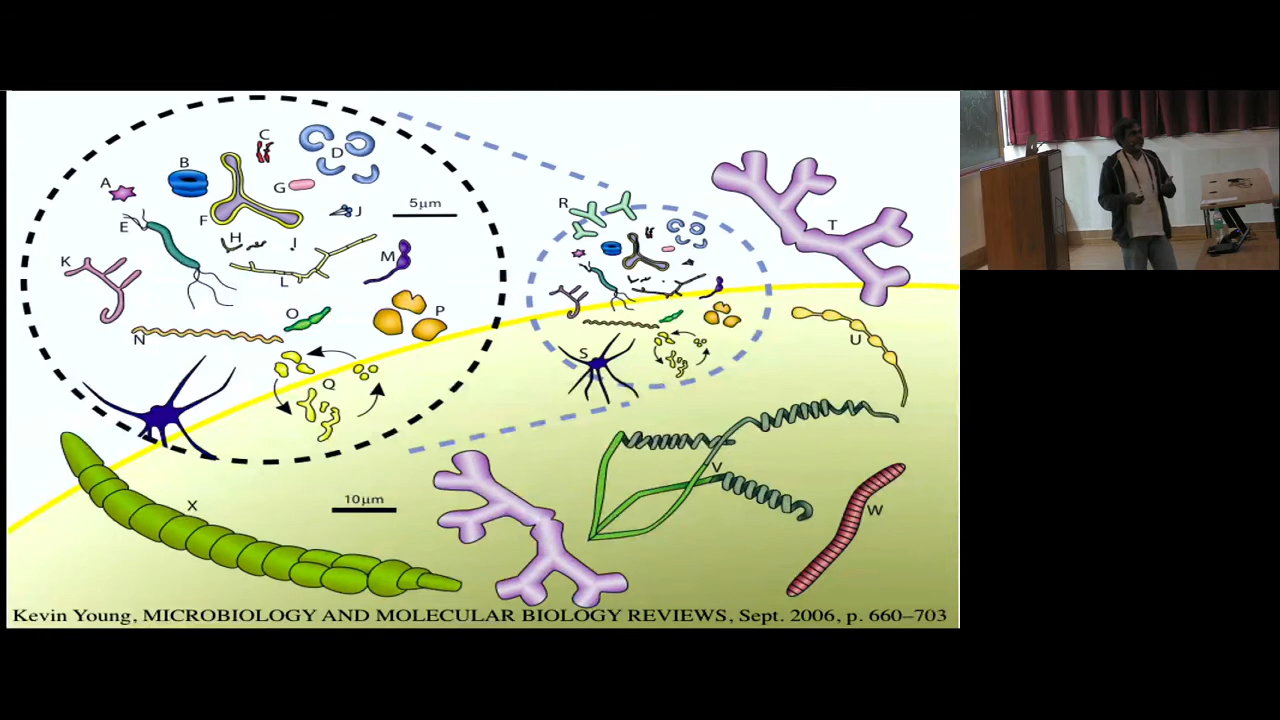 C
B
D
A
G
5µm
R
F
J
T
E
H
I
K
M
L
O
P
N
U
S
Q
V
10µm
X
W
Kevin Young, MICROBIOLOGY AND MOLECULAR BIOLOGY REVIEWS, Sept. 2006, p. 660–703